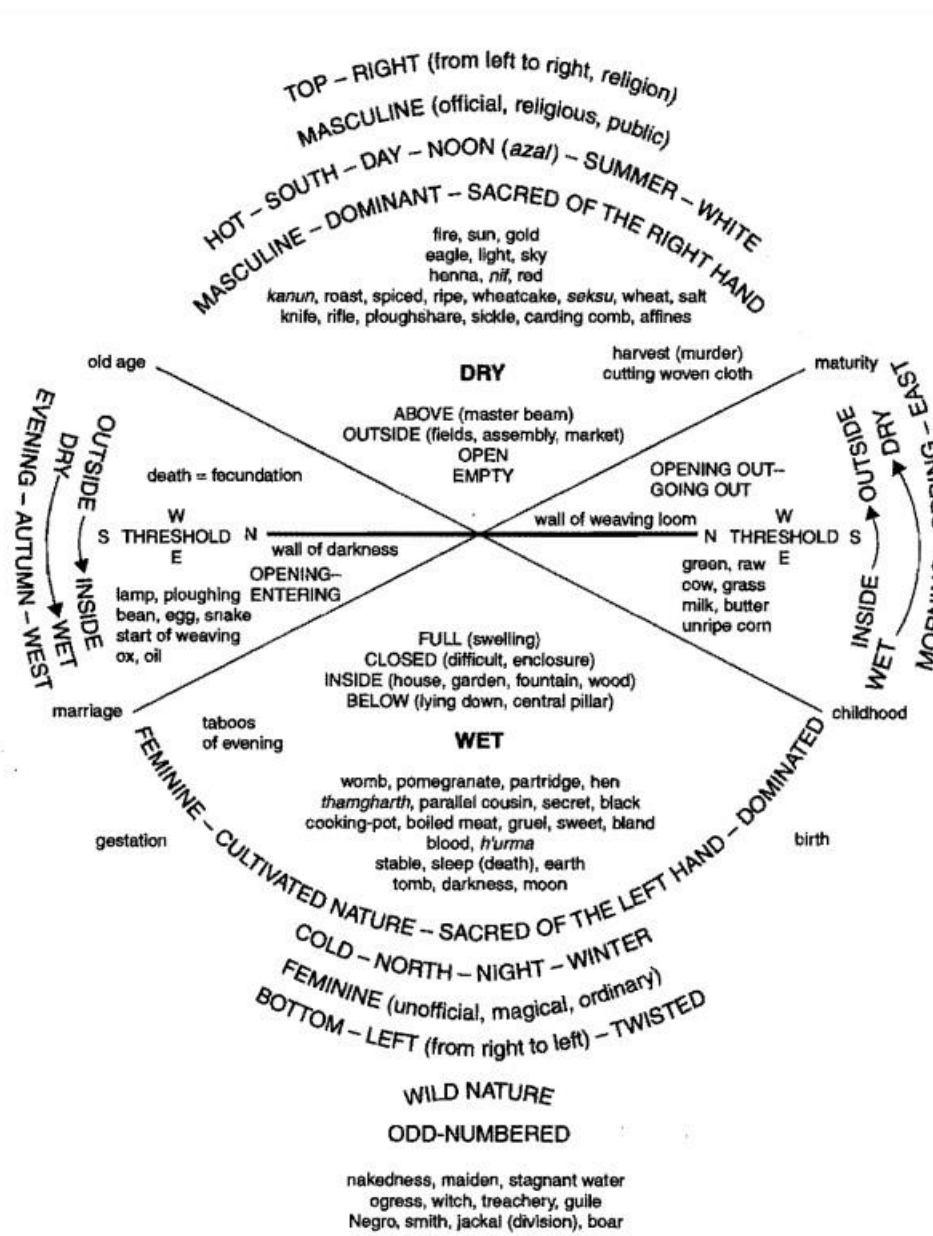 TOP – RIGHT (from left to right, religion)
MASCULINE (official, religious, public)
HOT – SOUTH – DAY – NOON (azal) – SUMMER – WHITE
MASCULINE – DOMINANT – SACRED OF THE RIGHT HAND
fire, sun, gold
eagle, light, sky
henna, nif, red
kanun, roast, spiced, ripe, wheatcake, seksu, wheat, salt
knife, rifle, ploughshare, sickle, carding comb, affines
harvest (murder)
cutting woven cloth
old age
DRY
maturity
ABOVE (master beam)
OUTSIDE (fields, assembly, market)
OPEN
EMPTY
EVENING – AUTUMN – WEST
DRY
WET
OUTSIDE
INSIDE
death = fecundation
W
S THRESHOLD N
E
wall of darkness
OPENING–
ENTERING
lamp, ploughing
bean, egg, snake
start of weaving
ox, oil
OPENING OUT–
GOING OUT
wall of weaving loom
W
N THRESHOLD S
E
green, raw
cow, grass
milk, butter
unripe corn
INSIDE
OUTSIDE
WET
DRY
MORNING – – EAST
FULL (swelling)
CLOSED (difficult, enclosure)
INSIDE (house, garden, fountain, wood)
BELOW (lying down, central pillar)
marriage
childhood
taboos
of evening
WET
womb, pomegranate, partridge, hen
thamgharth, parallel cousin, secret, black
cooking-pot, boiled meat, gruel, sweet, bland
blood, h'urma
stable, sleep (death), earth
tomb, darkness, moon
gestation
birth
FEMININE – CULTIVATED NATURE – SACRED OF THE LEFT HAND – DOMINATED
COLD – NORTH – NIGHT – WINTER
FEMININE (unofficial, magical, ordinary)
BOTTOM – LEFT (from right to left) – TWISTED
WILD NATURE
ODD-NUMBERED
nakedness, maiden, stagnant water
ogress, witch, treachery, guile
Negro, smith, jackal (division), boar